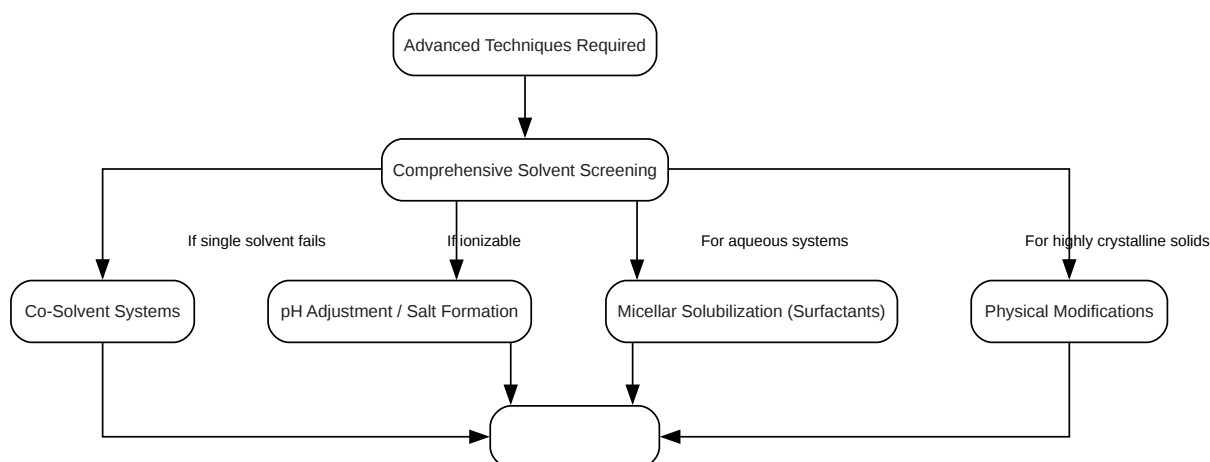 Advanced Techniques Required
Comprehensive Solvent Screening
If single solvent fails
If ionizable
For aqueous systems
For highly crystalline solids
Co-Solvent Systems
pH Adjustment / Salt Formation
Micellar Solubilization (Surfactants)
Physical Modifications